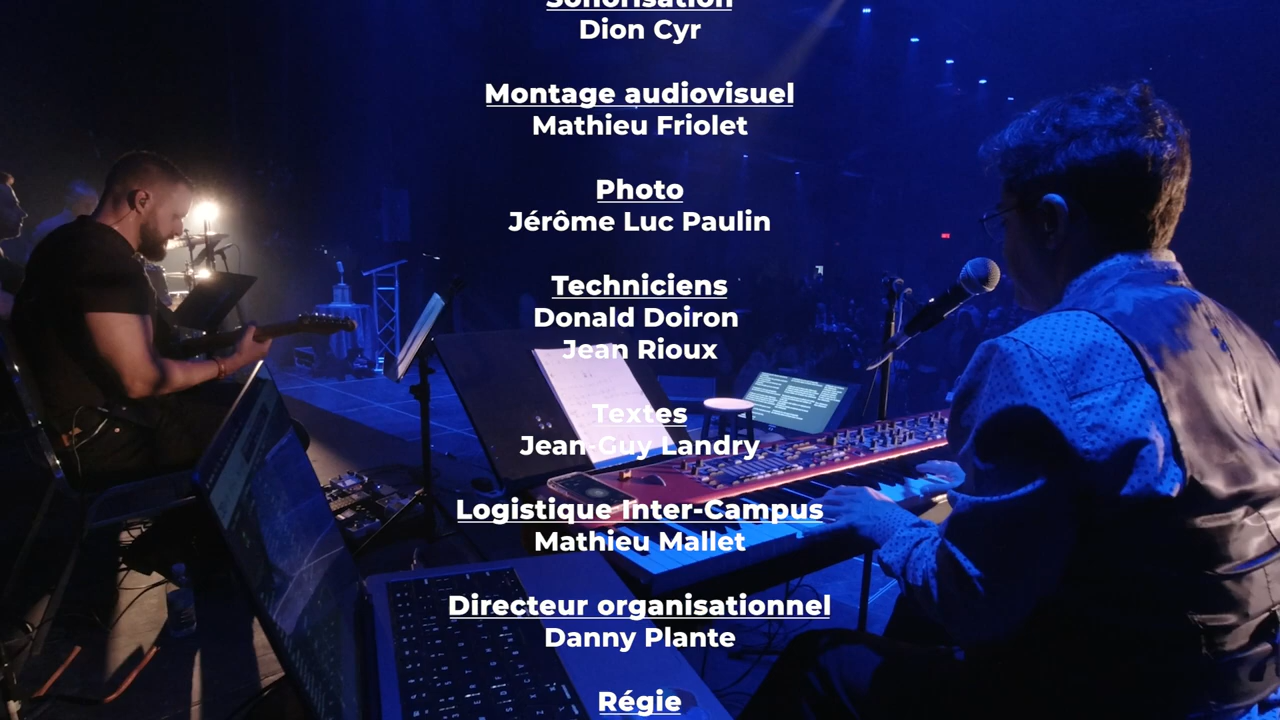 Sonorisation
Dion Cyr
Montage audiovisuel
Mathieu Friolet
Photo
Jérôme Luc Paulin
Techniciens
Donald Doiron
Jean Rioux
Textes
Jean-Guy Landry
Logistique Inter-Campus
Mathieu Mallet
Directeur organisationnel
Danny Plante
Régie